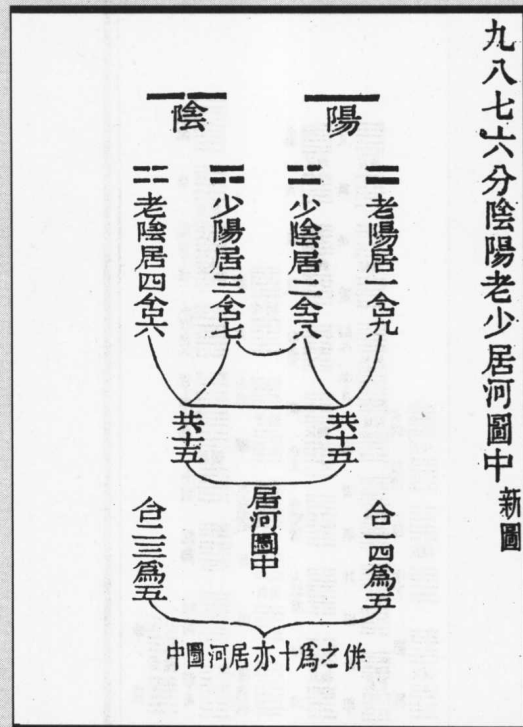 九八七六分陰陽老少居河圖中 新圖
陽
陰
老陽居一含九
少陰居二含八
少陽居三含七
老陰居四含六
共十五
共十五
居河圖中
合一四爲五
合二三爲五
併之爲十亦居河圖中